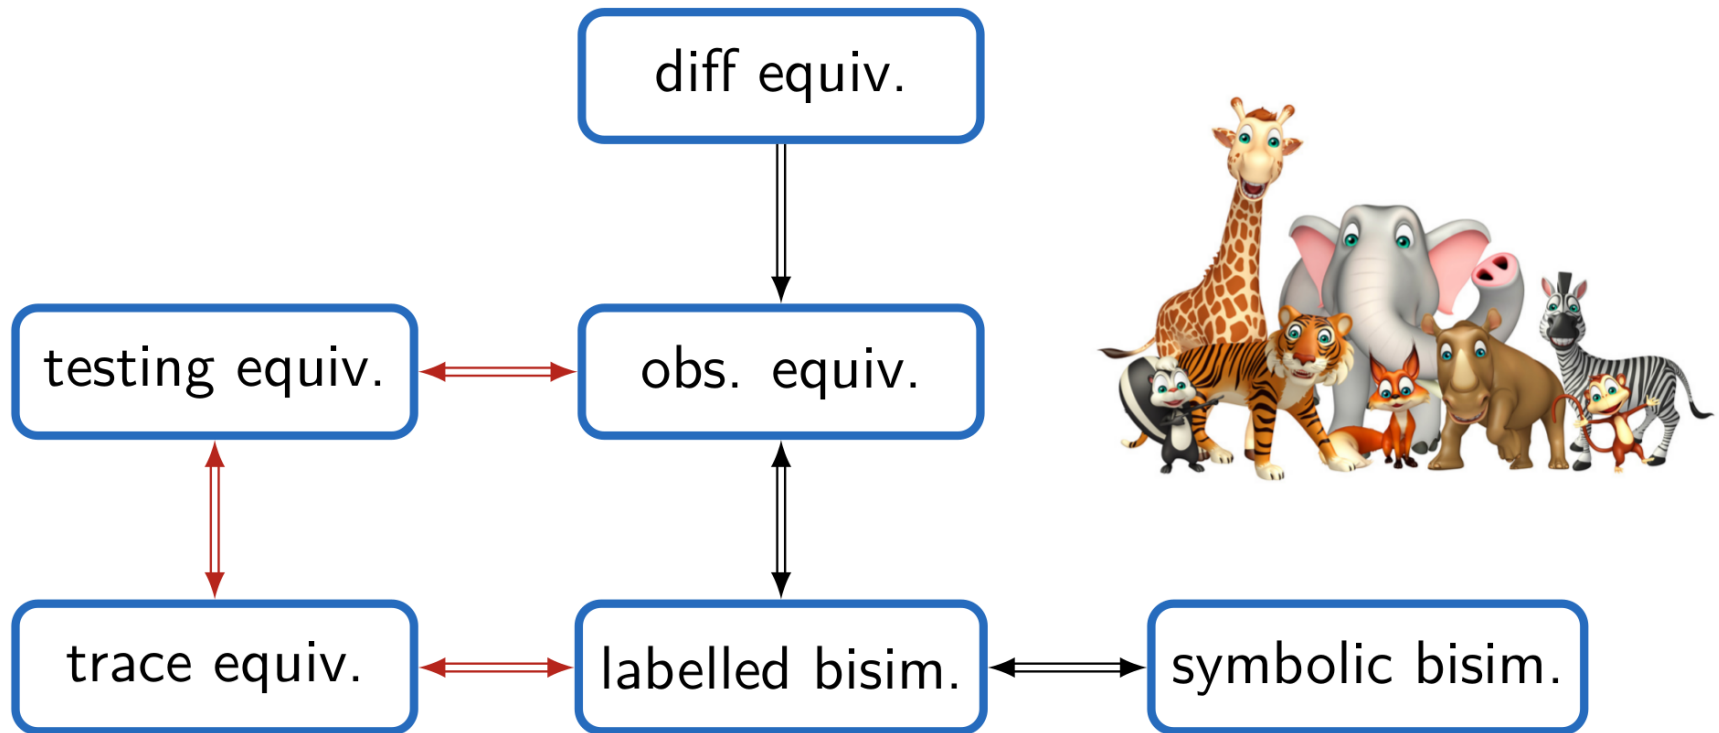 diff equiv.
testing equiv.
obs. equiv.
trace equiv.
labelled bisim.
symbolic bisim.